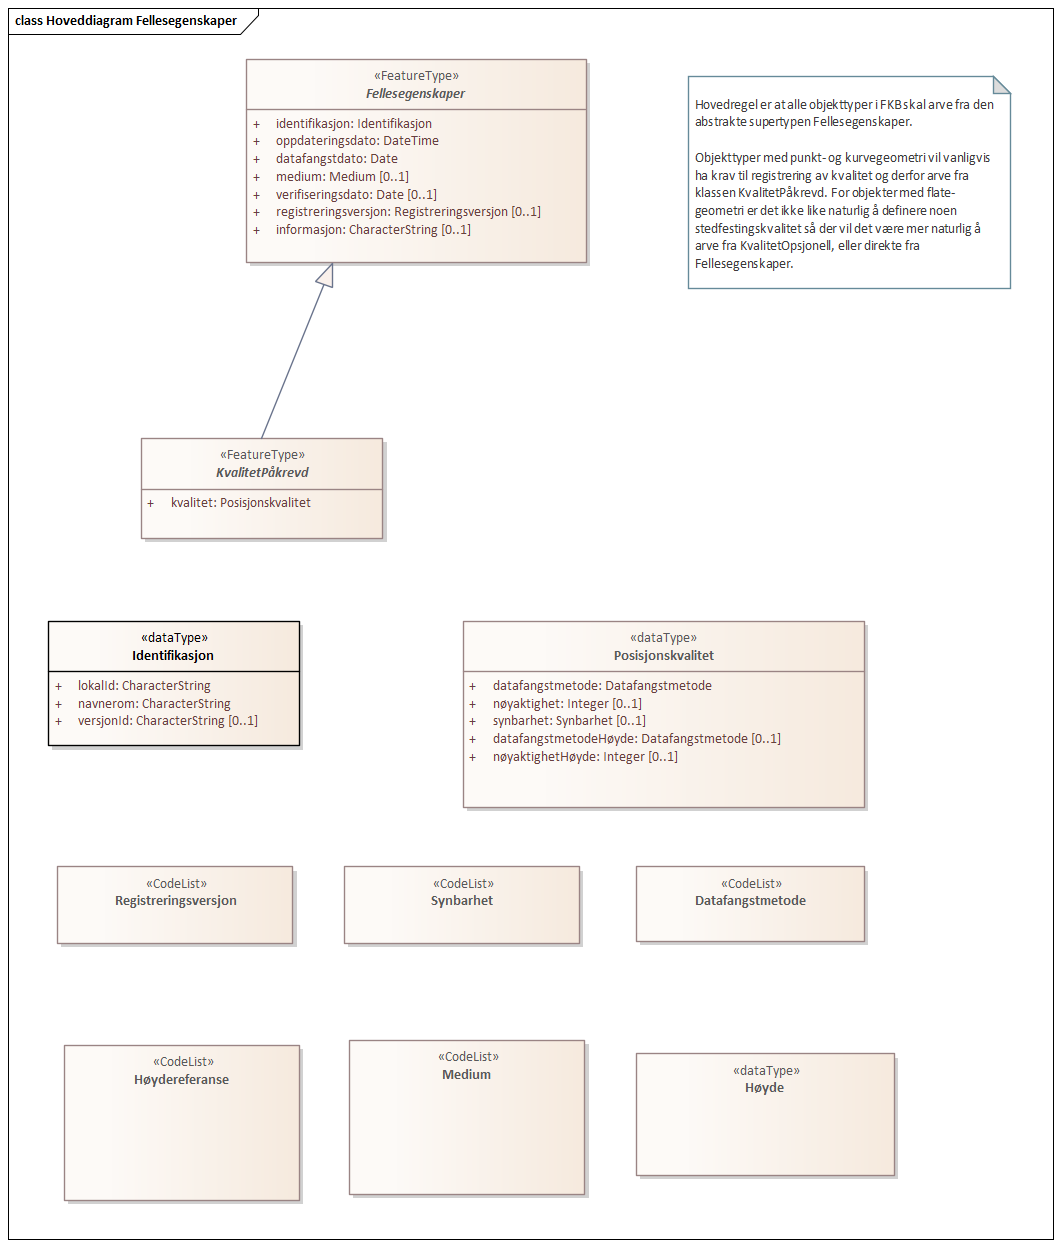 class Hoveddiagram Fellesegenskaper
«FeatureType»
Fellesegenskaper
+ identifikasjon: Identifikasjon
+ oppdateringsdato: DateTime
+ datafangstdato: Date
+ medium: Medium [0..1]
+ verifiseringsdato: Date [0..1]
+ registreringsversjon: Registreringsversjon [0..1]
+ informasjon: CharacterString [0..1]
Hovedregel er at alle objekttyper i FKB skal arve fra den
abstrakte supertypen Fellesegenskaper.
Objekttyper med punkt- og kurvegeometri vil vanligvis
ha krav til registrering av kvalitet og derfor arve fra
klassen KvalitetPåkrevd. For objekter med flate-
geometri er det ikke like naturlig å definere noen
stedfestingskvalitet så der vil det være mer naturlig å
arve fra KvalitetOpsjonell, eller direkte fra
Fellesegenskaper.
«FeatureType»
KvalitetPåkrevd
+ kvalitet: Posisjonskvalitet
«dataType»
Identifikasjon
+ lokalId: CharacterString
+ navnerom: CharacterString
+ versjonId: CharacterString [0..1]
«dataType»
Posisjonskvalitet
+ datafangstmetode: Datafangstmetode
+ nøyaktighet: Integer [0..1]
+ synbarhet: Synbarhet [0..1]
+ datafangstmetodeHøyde: Datafangstmetode [0..1]
+ nøyaktighetHøyde: Integer [0..1]
«CodeList»
Registreringsversjon
«CodeList»
Synbarhet
«CodeList»
Datafangstmetode
«CodeList»
Høydereferanse
«CodeList»
Medium
«dataType»
Høyde